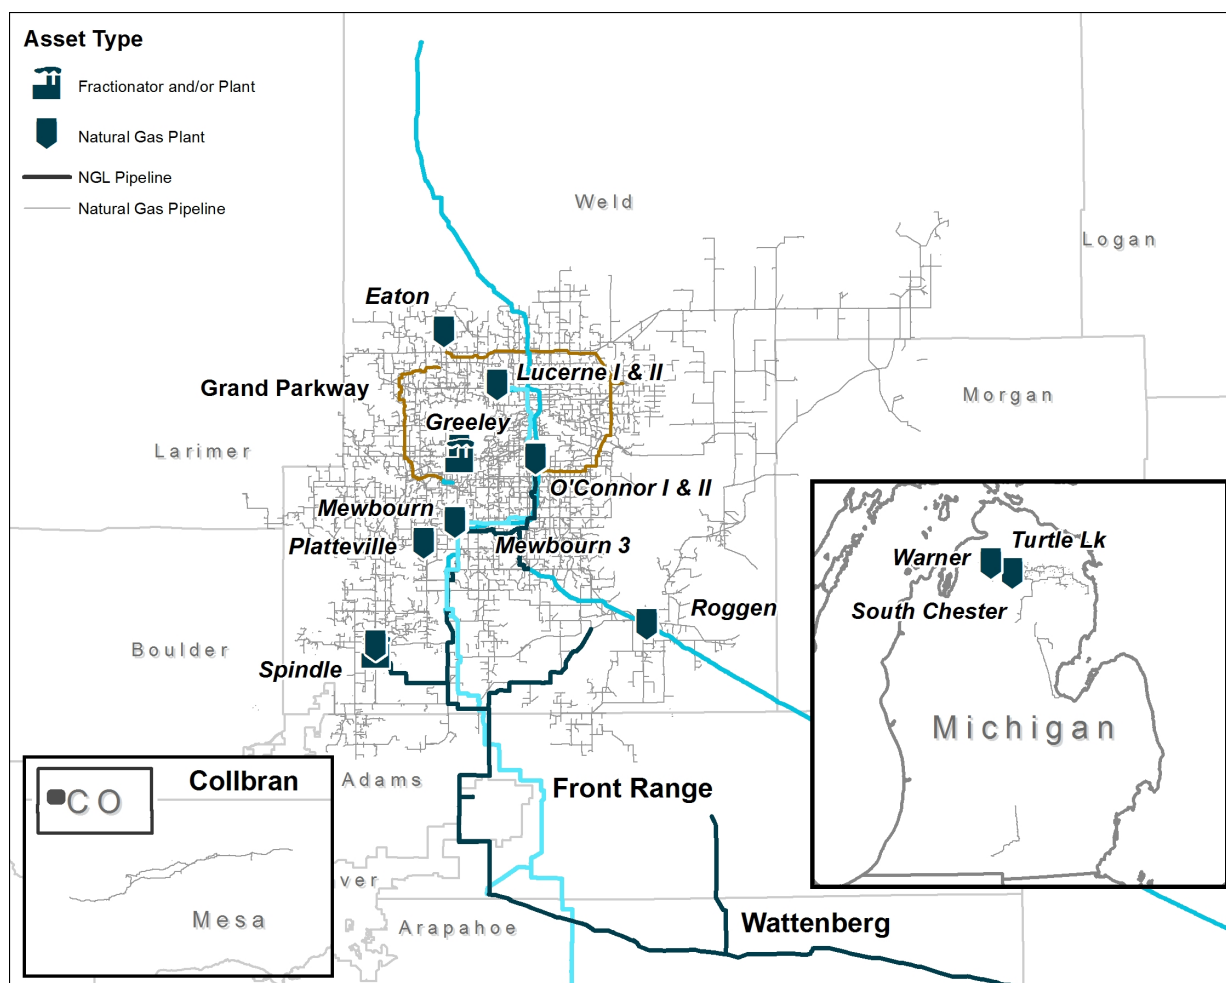 Asset Type
Fractionator and/or Plant
Natural Gas Plant
NGL Pipeline
Natural Gas Pipeline
Weld
Logan
Eaton
Lucerne I & II
Grand Parkway
Morgan
Greeley
Larimer
O'Connor I & II
Mewbourn
Mewbourn 3
Platteville
Turtle Lk
Warner
South Chester
Roggen
Boulder
Spindle
Michigan
Collbran
CO
Mesa
Adams
Front Range
ver
Arapahoe
Wattenberg